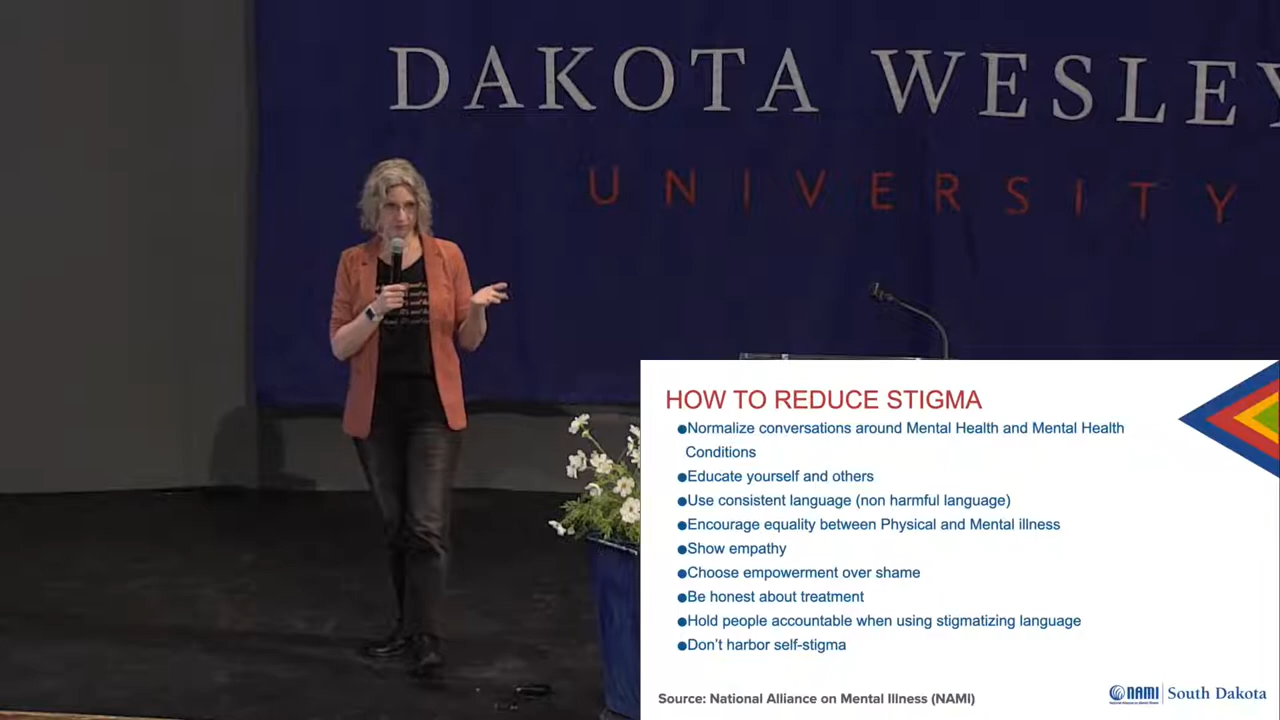 DAKOTA WESLEY
UNIVERSITY
HOW TO REDUCE STIGMA
●Normalize conversations around Mental Health and Mental Health
Conditions
●Educate yourself and others
●Use consistent language (non harmful language)
●Encourage equality between Physical and Mental illness
●Show empathy
●Choose empowerment over shame
●Be honest about treatment
●Hold people accountable when using stigmatizing language
●Don't harbor self-stigma
Source: National Alliance on Mental Illness (NAMI)
NAMI South Dakota